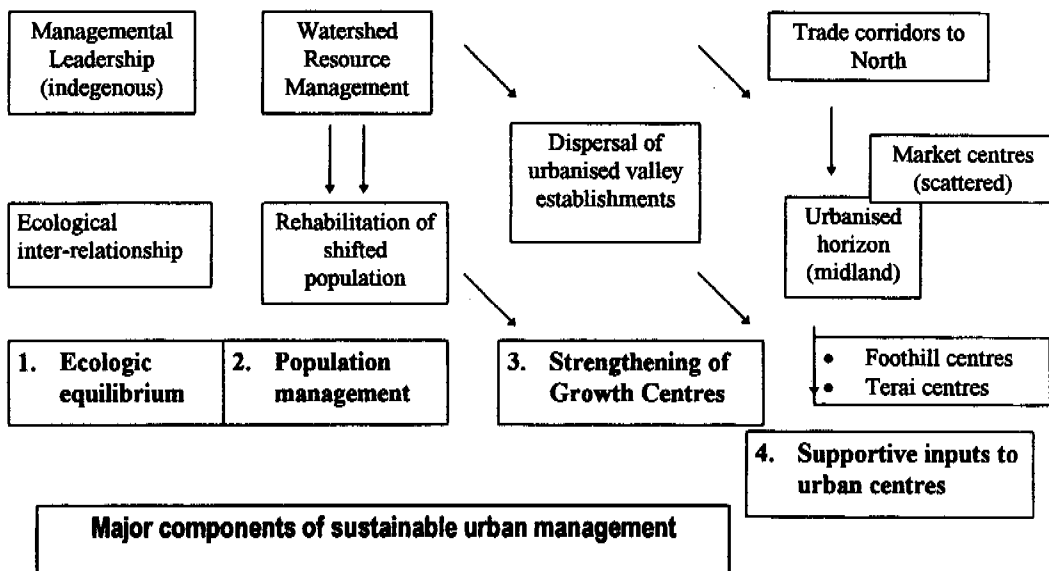 Managemental
Leadership
(indegenous)
Watershed
Resource
Management
Trade corridors to
North
Dispersal of
urbanised valley
establishments
Market centres
(scattered)
Ecological
inter-relationship
Rehabilitation of
shifted
population
Urbanised
horizon
(midland)
1. Ecologic
equilibrium
2. Population
management
3. Strengthening of
Growth Centres
• Foothill centres
• Terai centres
4. Supportive inputs to
urban centres
Major components of sustainable urban management